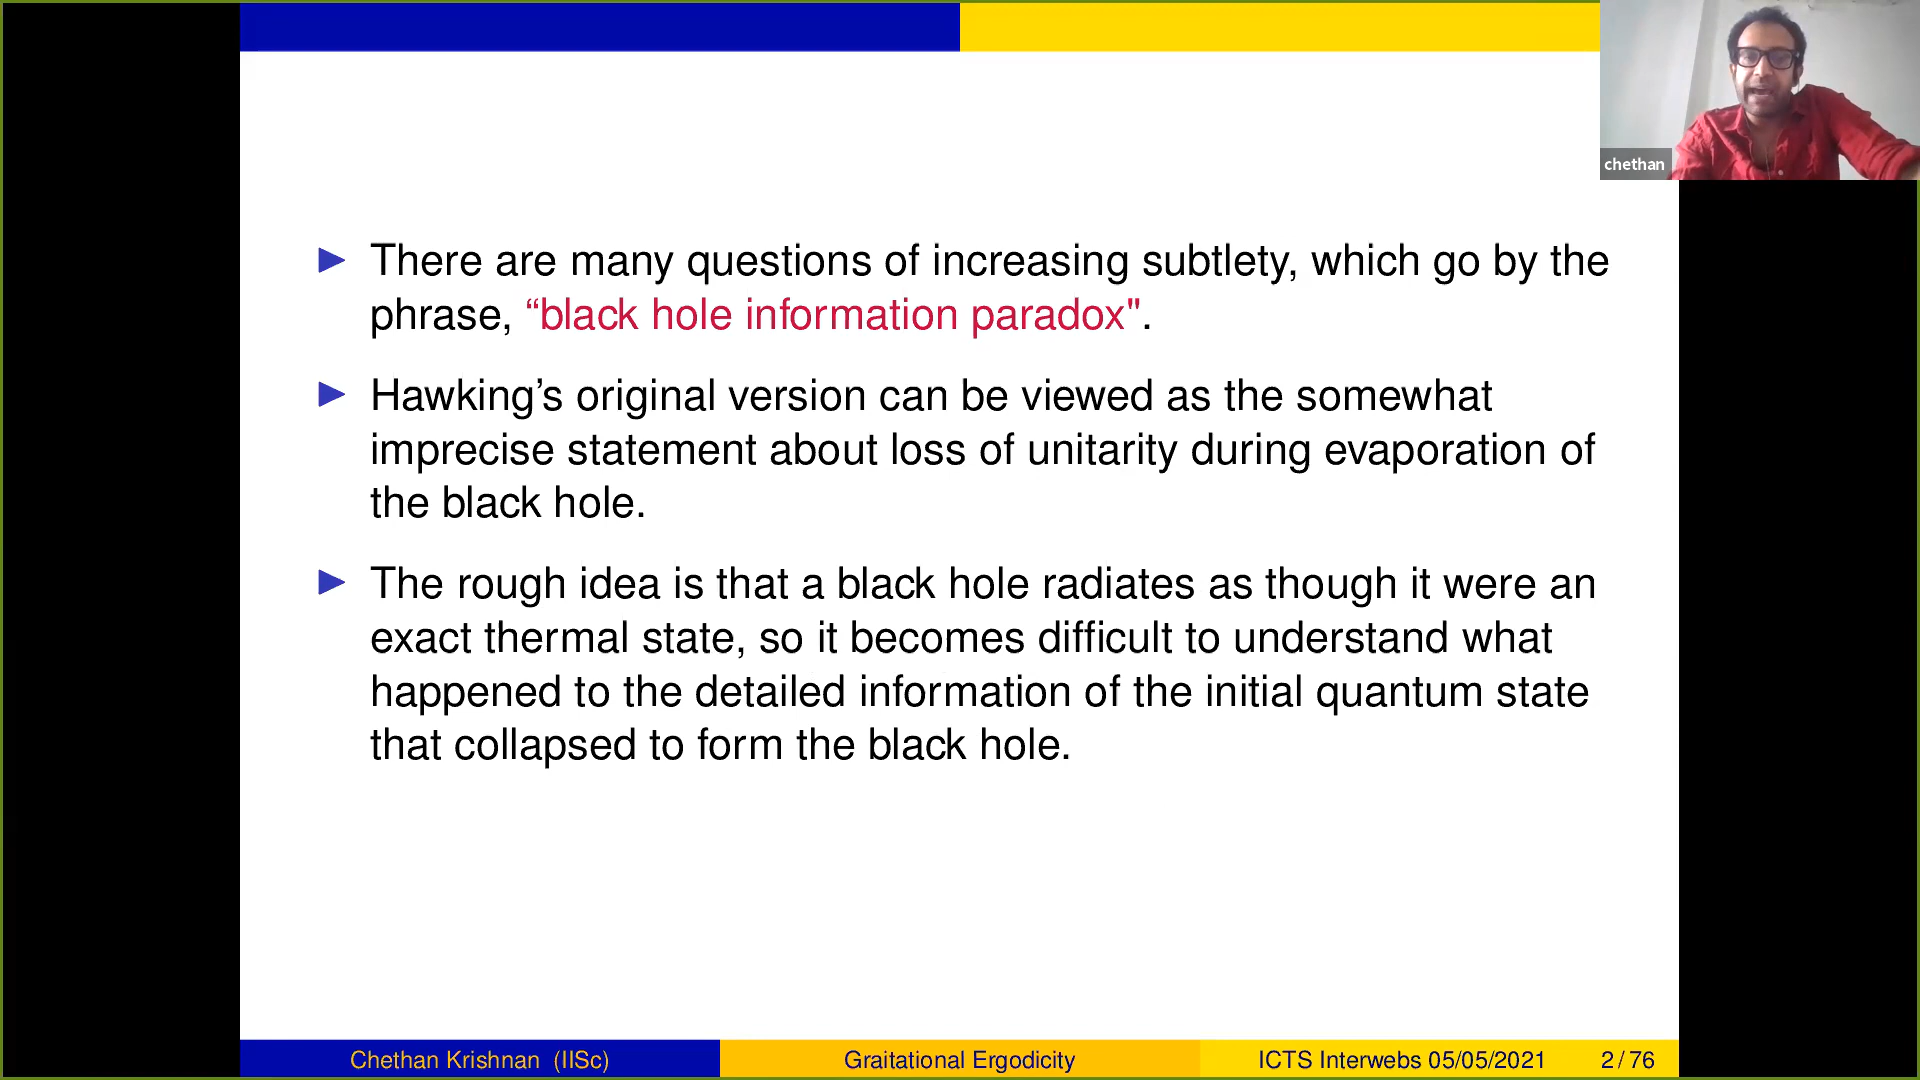 chethan
▶ There are many questions of increasing subtlety, which go by the
phrase, “black hole information paradox".
▶ Hawking’s original version can be viewed as the somewhat
imprecise statement about loss of unitarity during evaporation of
the black hole.
▶ The rough idea is that a black hole radiates as though it were an
exact thermal state, so it becomes difficult to understand what
happened to the detailed information of the initial quantum state
that collapsed to form the black hole.
Chethan Krishnan (IISc) Graitational Ergodicity ICTS Interwebs 05/05/2021 2 / 76